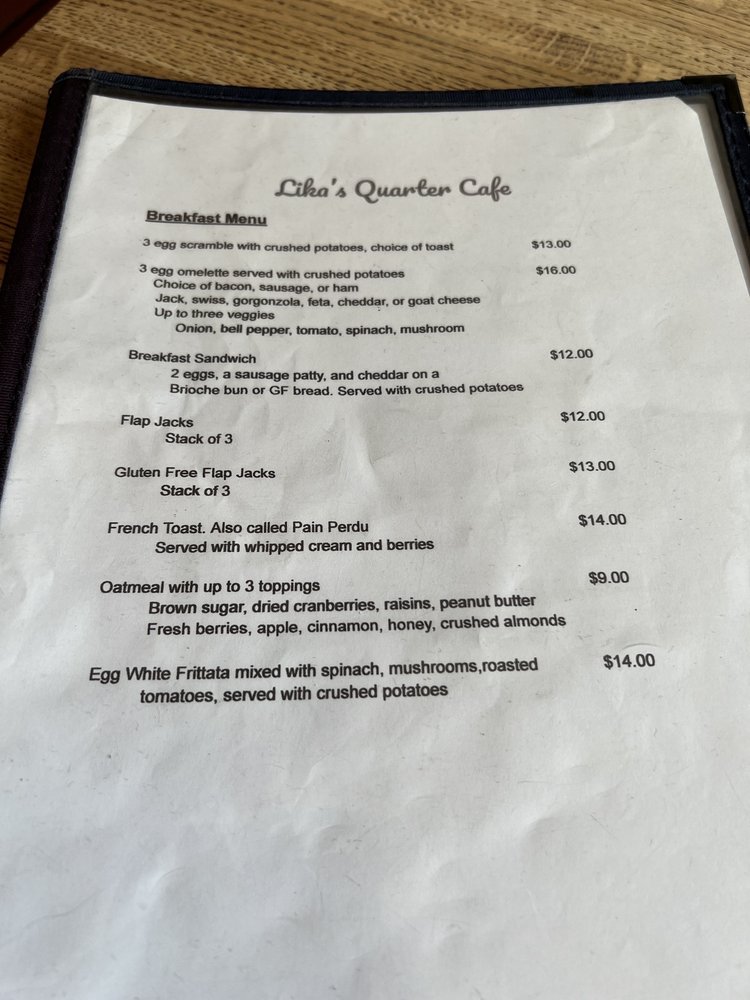 Lika's Quarter Cafe
Breakfast Menu
3 egg scramble with crushed potatoes, choice of toast $13.00
3 egg omelette served with crushed potatoes $16.00
Choice of bacon, sausage, or ham
Jack, swiss, gorgonzola, feta, cheddar, or goat cheese
Up to three veggies
Onion, bell pepper, tomato, spinach, mushroom
Breakfast Sandwich $12.00
2 eggs, a sausage patty, and cheddar on a
Brioche bun or GF bread. Served with crushed potatoes
Flap Jacks $12.00
Stack of 3
Gluten Free Flap Jacks $13.00
Stack of 3
French Toast. Also called Pain Perdu $14.00
Served with whipped cream and berries
Oatmeal with up to 3 toppings $9.00
Brown sugar, dried cranberries, raisins, peanut butter
Fresh berries, apple, cinnamon, honey, crushed almonds
Egg White Frittata mixed with spinach, mushrooms,roasted $14.00
tomatoes, served with crushed potatoes